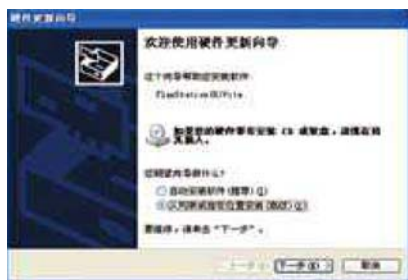 硬件更新向导
欢迎使用硬件更新向导
这个向导帮助您安装软件:
如果您的硬件带有安装 CD 或软盘，请现在将
其插入。
您期望向导做什么?
自动安装软件(推荐)(I)
从列表或指定位置安装(高级)(S)
要继续，请单击“下一步”。
下一步(N) >
取消